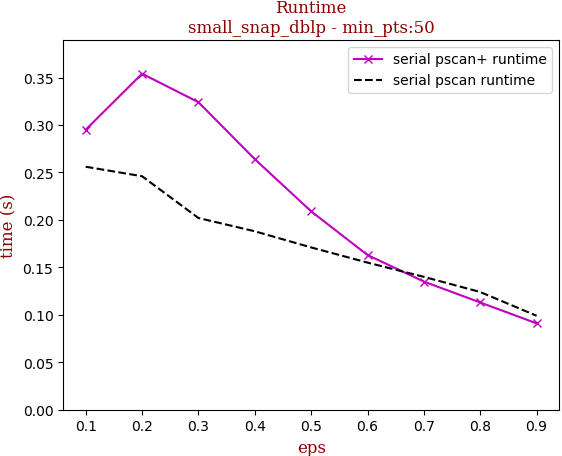 Runtime
small_snap_dblp - min_pts:50
serial pscan+ runtime
serial pscan runtime
time (s)
0.35
0.30
0.25
0.20
0.15
0.10
0.05
0.00
0.1 0.2 0.3 0.4 0.5 0.6 0.7 0.8 0.9
eps